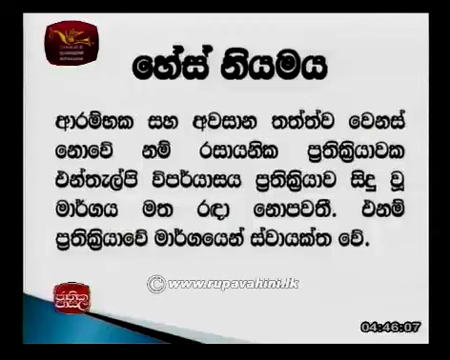 හේස් නියමය
ආරම්භක සහ අවසාන තත්ත්ව වෙනස්
නොවේ නම් රසායනික ප්‍රතික්‍රියාවක
එන්තැල්පි විපර්යාසය ප්‍රතික්‍රියාව සිදු වූ
මාර්ගය මත රඳා නොපවතී. එනම්
ප්‍රතික්‍රියාවේ මාර්ගයෙන් ස්වායක්ත වේ.
© www.rupavahini.lk
04:46:07